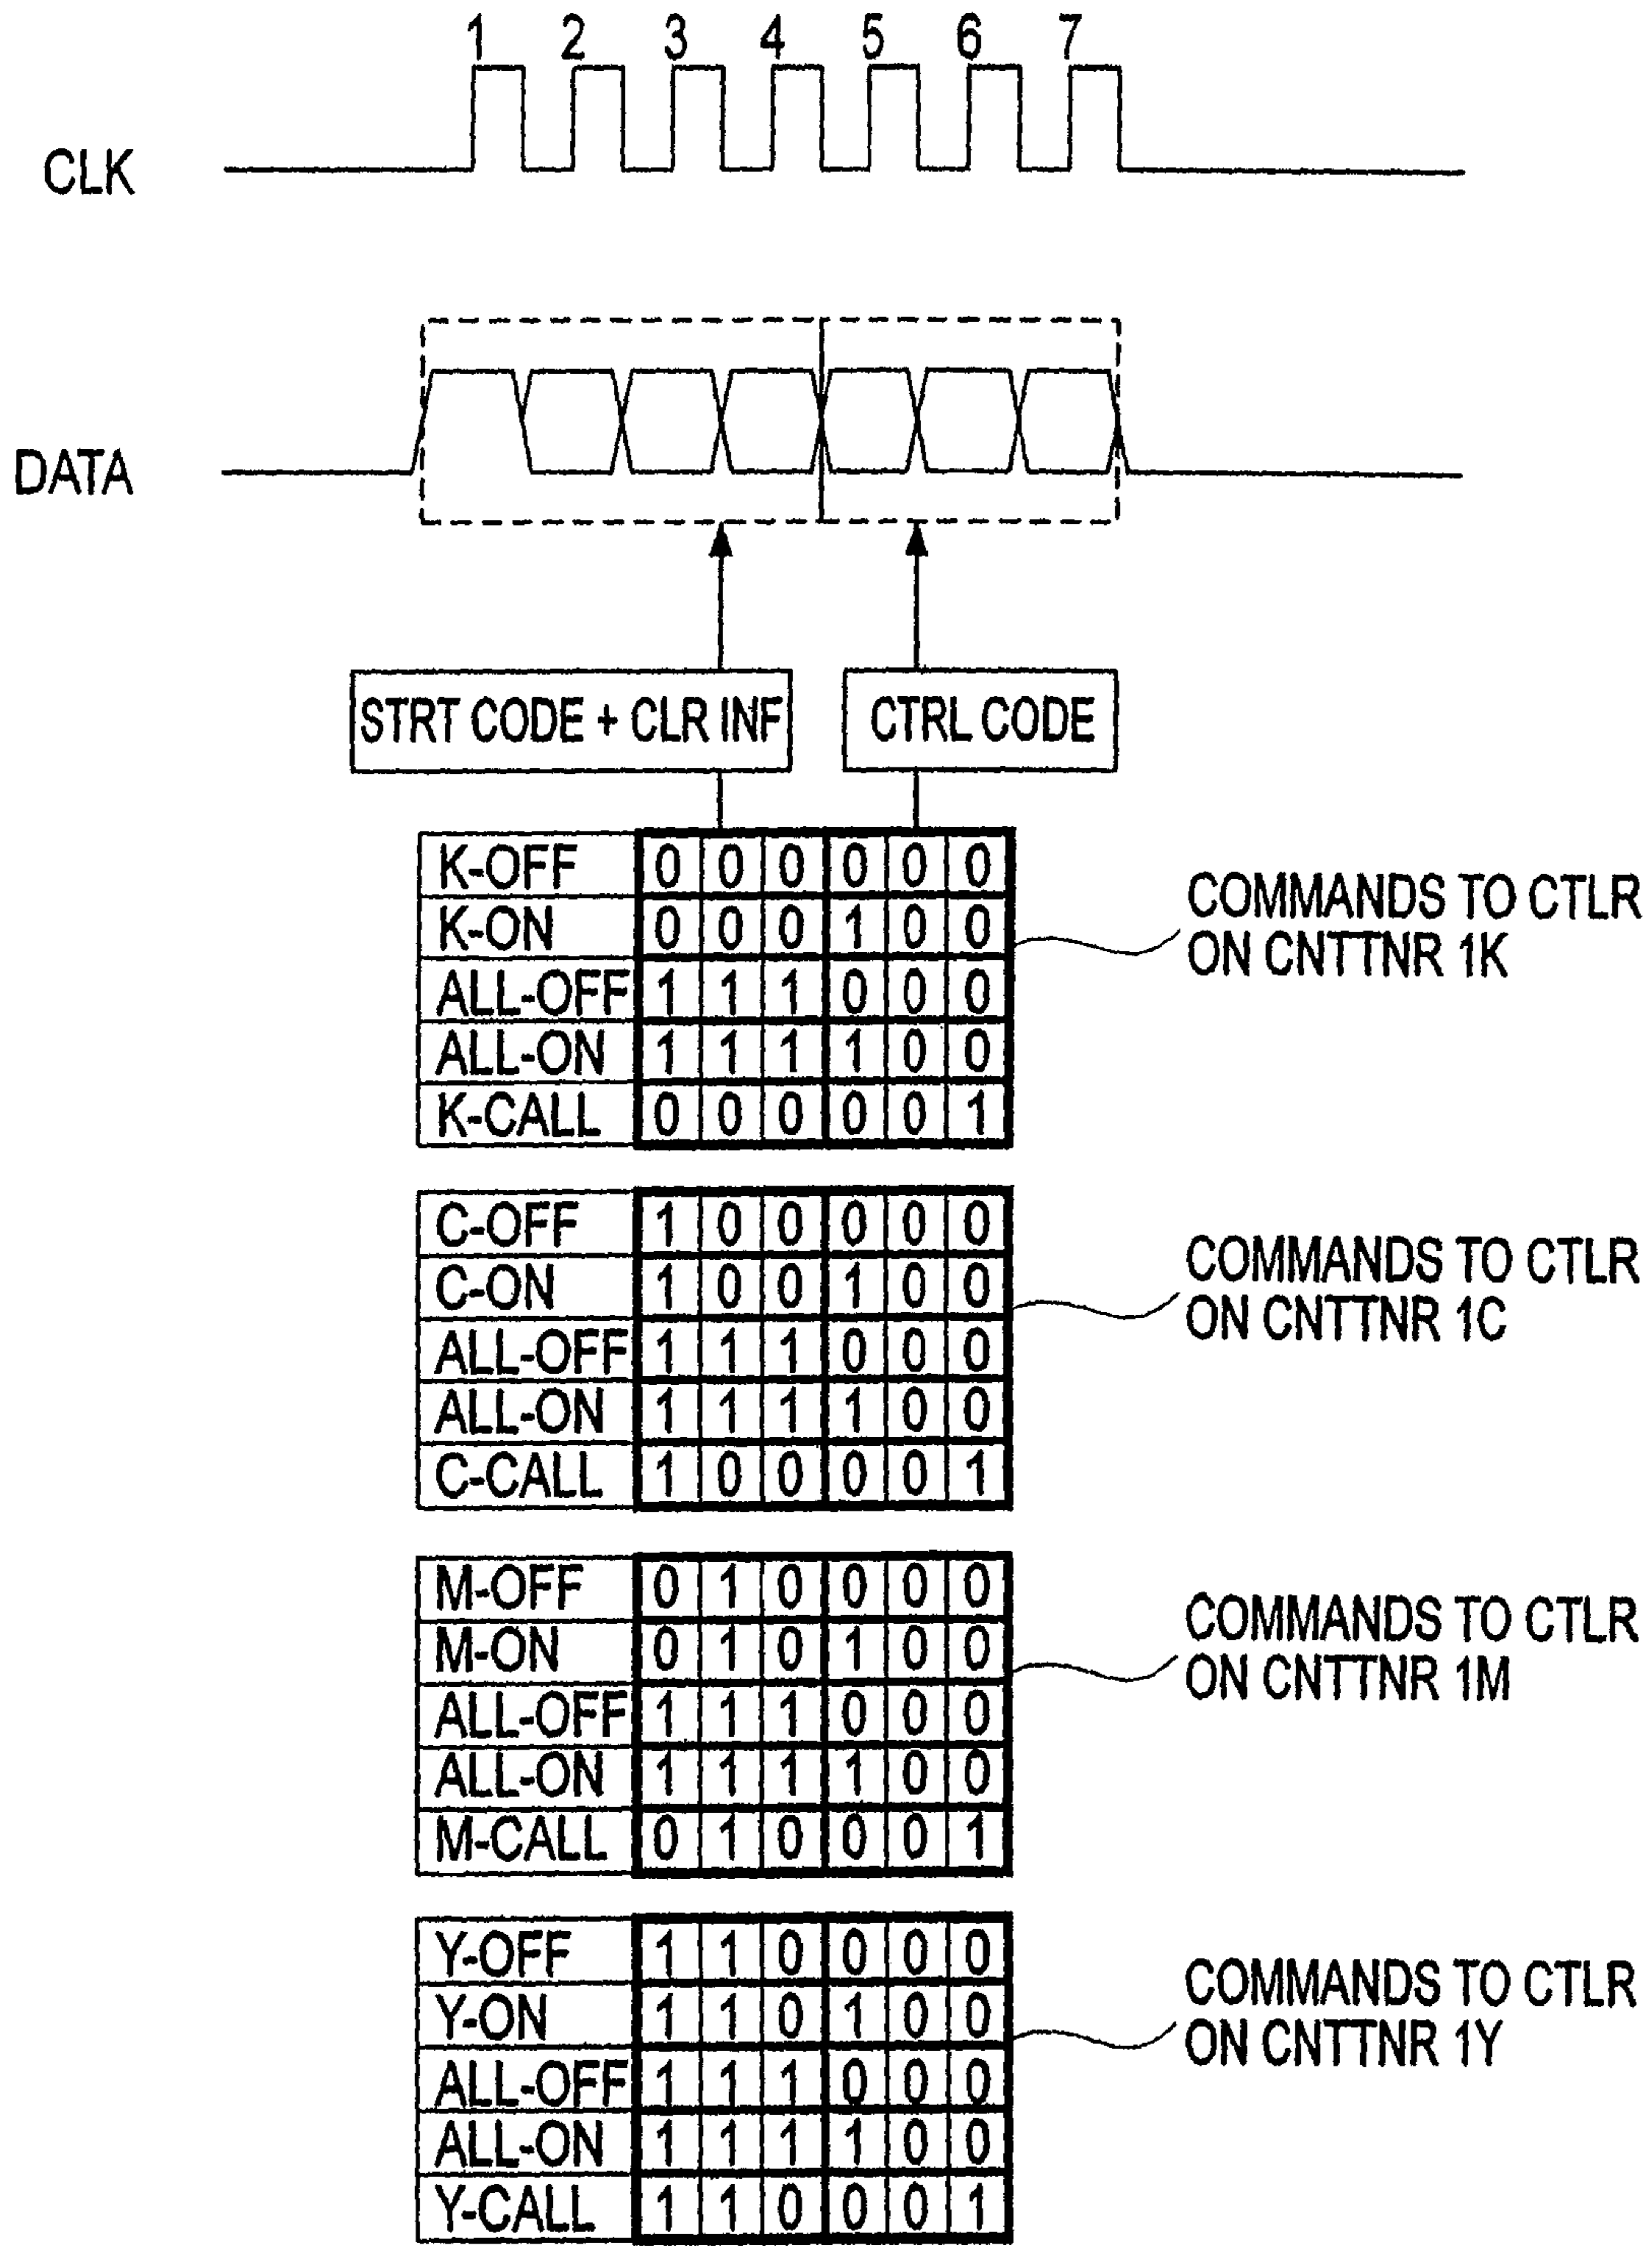 1 2 3 4 5 6 7
CLK
DATA
STRT CODE + CLR INF
CTRL CODE
K-OFF 0 0 0 0 0 0
K-ON 0 0 0 1 0 0
ALL-OFF 1 1 1 0 0 0
ALL-ON 1 1 1 1 0 0
K-CALL 0 0 0 0 0 1
COMMANDS TO CTLR
ON CNTTNR 1K
C-OFF 1 0 0 0 0 0
C-ON 1 0 0 1 0 0
ALL-OFF 1 1 1 0 0 0
ALL-ON 1 1 1 1 0 0
C-CALL 1 0 0 0 0 1
COMMANDS TO CTLR
ON CNTTNR 1C
M-OFF 0 1 0 0 0 0
M-ON 0 1 0 1 0 0
ALL-OFF 1 1 1 0 0 0
ALL-ON 1 1 1 1 0 0
M-CALL 0 1 0 0 0 1
COMMANDS TO CTLR
ON CNTTNR 1M
Y-OFF 1 1 0 0 0 0
Y-ON 1 1 0 1 0 0
ALL-OFF 1 1 1 0 0 0
ALL-ON 1 1 1 1 0 0
Y-CALL 1 1 0 0 0 1
COMMANDS TO CTLR
ON CNTTNR 1Y